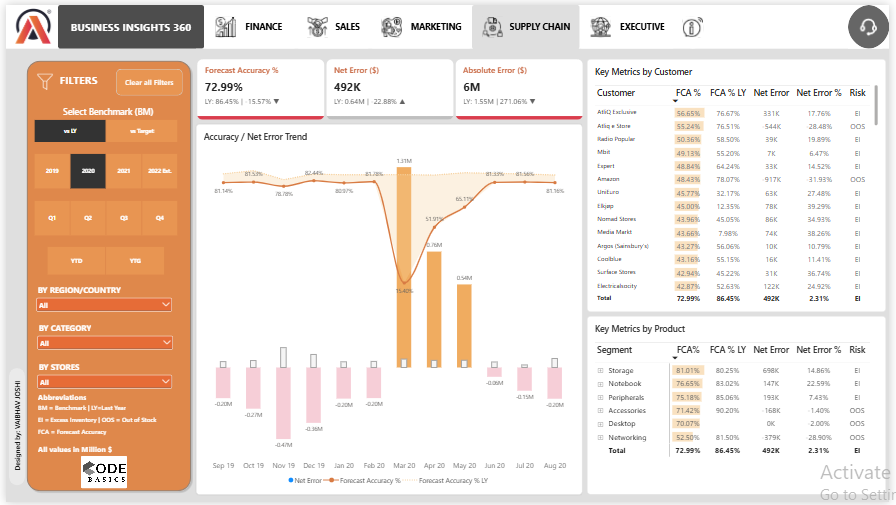 BUSINESS INSIGHTS 360
FINANCE
SALES
MARKETING
SUPPLY CHAIN
EXECUTIVE
FILTERS
Clear all Filters
Select Benchmark (BM)
vs LY
vs Target
2019
2020
2021
2022 Est.
Q1
Q2
Q3
Q4
YTD
YTG
BY REGION/COUNTRY
All
BY CATEGORY
All
BY STORES
All
Abbrevations
BM = Benchmark | LY=Last Year
EI = Excess Inventory | OOS = Out of Stock
FCA = Forecast Accuracy
All values in Million $
CODE
BASICS
Designed by: VAIBHAV JOSHI
Forecast Accuracy %
72.99%
LY: 86.45% | -15.57% ▼
Net Error ($)
492K
LY: 0.64M | -22.88% ▲
Absolute Error ($)
6M
LY: 1.55M | 271.06% ▼
Accuracy / Net Error Trend
1.31M
81.53%
82.44%
81.78%
81.33%
81.56%
81.14%
78.78%
80.97%
81.16%
65.11%
51.91%
0.76M
0.54M
15.40%
-0.20M
-0.27M
-0.47M
-0.36M
-0.20M
-0.20M
-0.06M
-0.15M
-0.20M
Sep 19 Oct 19 Nov 19 Dec 19 Jan 20 Feb 20 Mar 20 Apr 20 May 20 Jun 20 Jul 20 Aug 20
Net Error Forecast Accuracy % Forecast Accuracy % LY
Key Metrics by Customer
Customer FCA % FCA % LY Net Error Net Error % Risk
AtliQ Exclusive 56.65% 76.67% 331K 17.76% EI
Atliq e Store 55.24% 76.51% -544K -28.48% OOS
Radio Popular 50.36% 58.50% 39K 19.89% EI
Mbit 49.13% 55.20% 7K 6.47% EI
Expert 48.84% 64.24% 33K 14.52% EI
Amazon 48.43% 78.07% -917K -31.93% OOS
UniEuro 45.77% 32.17% 63K 27.48% EI
Elkjøp 45.00% 12.35% 78K 39.29% EI
Nomad Stores 43.96% 45.05% 86K 34.93% EI
Media Markt 43.66% 7.98% 74K 38.26% EI
Argos (Sainsbury's) 43.27% 56.06% 10K 10.79% EI
Coolblue 43.16% 55.15% 16K 11.41% EI
Surface Stores 42.94% 45.22% 31K 36.74% EI
Electricalsocity 42.87% 52.63% 122K 24.92% EI
Total 72.99% 86.45% 492K 2.31% EI
Key Metrics by Product
Segment FCA% FCA % LY Net Error Net Error % Risk
Storage 81.01% 80.25% 698K 14.86% EI
Notebook 76.65% 83.02% 147K 22.59% EI
Peripherals 75.18% 85.06% 193K 7.43% EI
Accessories 71.42% 90.20% -168K 1.40% OOS
Desktop 70.07% 0K 2.00% OOS
Networking 52.50% 81.50% -379K -28.90% OOS
Total 72.99% 86.45% 492K 2.31% EI
Activate
Go to Settin